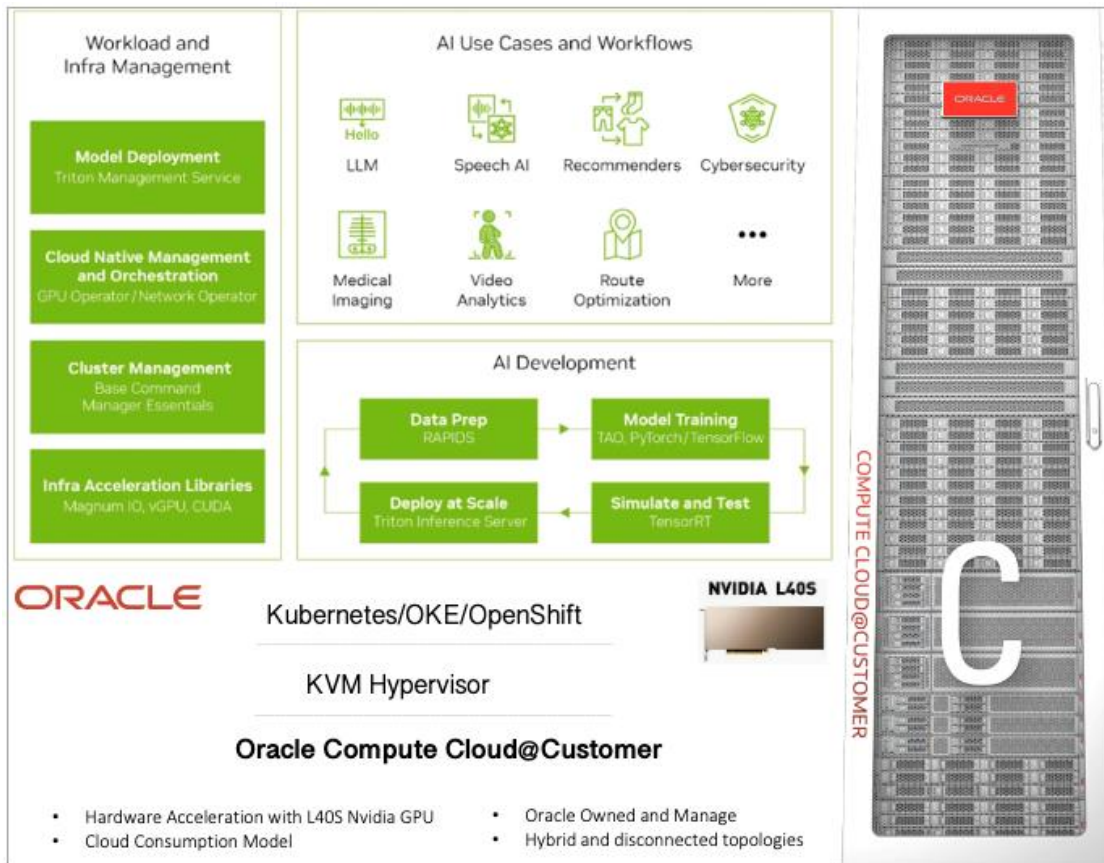 Workload and
Infra Management
Model Deployment
Triton Management Service
Cloud Native Management
and Orchestration
GPU Operator/Network Operator
Cluster Management
Base Command
Manager Essentials
Infra Acceleration Libraries
Magnum IO, vGPU, CUDA
AI Use Cases and Workflows
Hello
LLM
Speech AI
Recommenders
Cybersecurity
Medical
Imaging
Video
Analytics
Route
Optimization
More
AI Development
Data Prep
RAPIDS
Model Training
TAO, PyTorch/TensorFlow
Deploy at Scale
Triton Inference Server
Simulate and Test
TensorRT
ORACLE
Kubernetes/OKE/OpenShift
KVM Hypervisor
Oracle Compute Cloud@Customer
NVIDIA L40S
• Hardware Acceleration with L40S Nvidia GPU
• Cloud Consumption Model
• Oracle Owned and Manage
• Hybrid and disconnected topologies
ORACLE
COMPUTE CLOUD@CUSTOMER
C